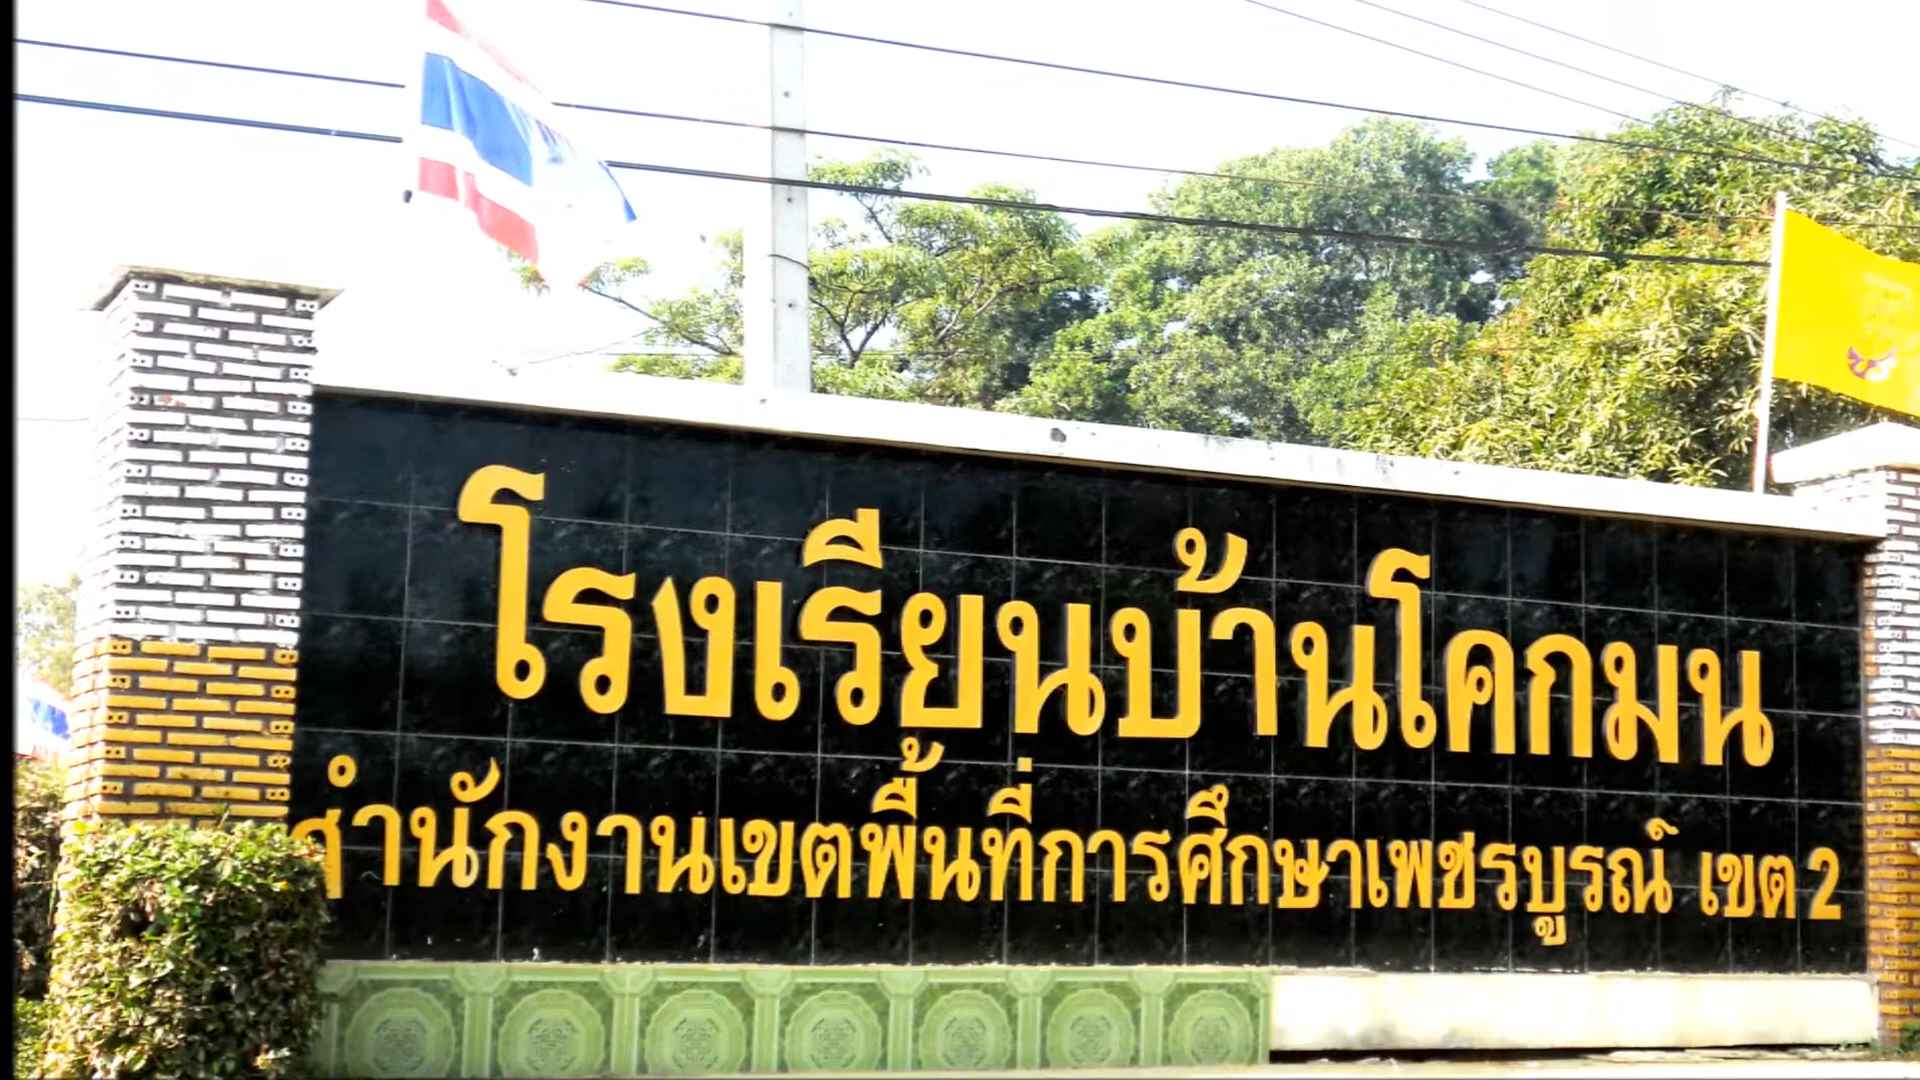 โรงเรียนบ้านโคกมน
สำนักงานเขตพื้นที่การศึกษาเพชรบูรณ์ เขต 2